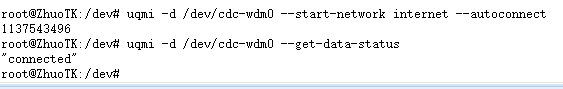 root@ZhuoTK:/dev# uqmi -d /dev/cdc-wdm0 --start-network internet --autoconnect
1137543496
root@ZhuoTK:/dev# uqmi -d /dev/cdc-wdm0 --get-data-status
"connected"
root@ZhuoTK:/dev#